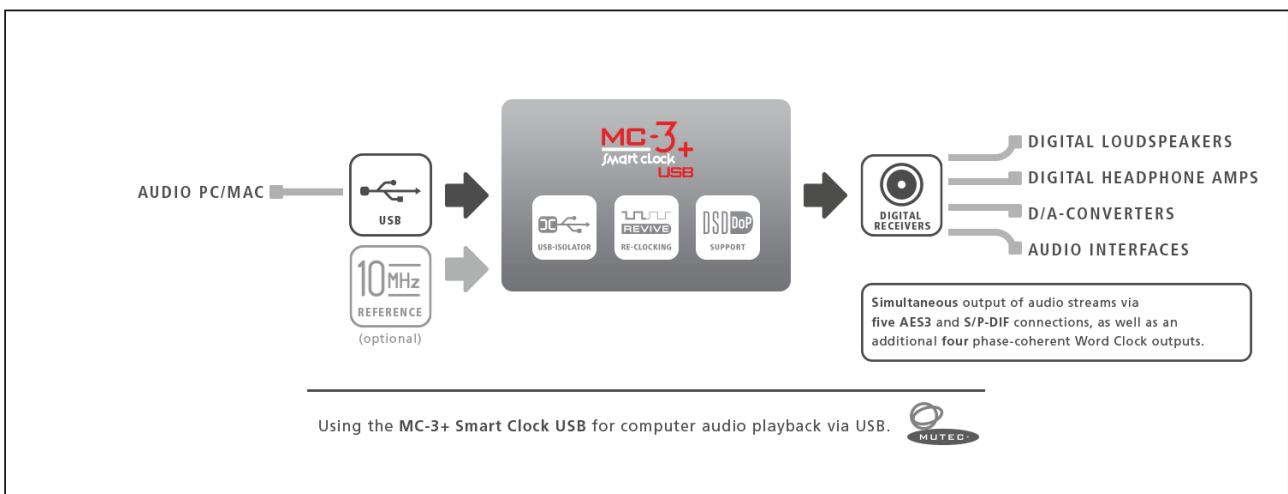 AUDIO PC/MAC
USB
10 MHz
REFERENCE
(optional)
MC-3+
Smart clock
USB
USB-ISOLATOR
REVIVE
RE-CLOCKING
DSD DoP
SUPPORT
DIGITAL
RECEIVERS
DIGITAL LOUDSPEAKERS
DIGITAL HEADPHONE AMPS
D/A-CONVERTERS
AUDIO INTERFACES
Simultaneous output of audio streams via
five AES3 and S/P-DIF connections, as well as an
additional four phase-coherent Word Clock outputs.
Using the MC-3+ Smart Clock USB for computer audio playback via USB.
MUTEC